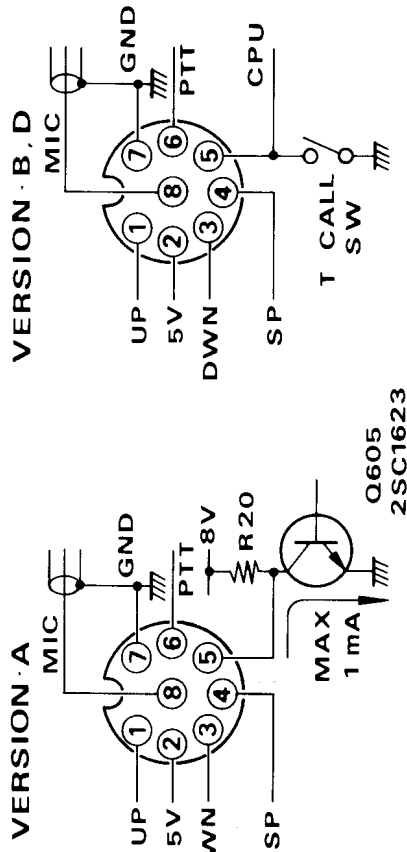 VERSION·A
MIC
GND
UP
1
7
PTT
5V
2
8
6
8V
WN
3
4
5
R20
SP
MAX
1mA
Q605
2SC1623
VERSION·B,D
MIC
GND
UP
1
7
PTT
5V
2
8
6
DWN
3
4
5
CPU
SP
T CALL
SW